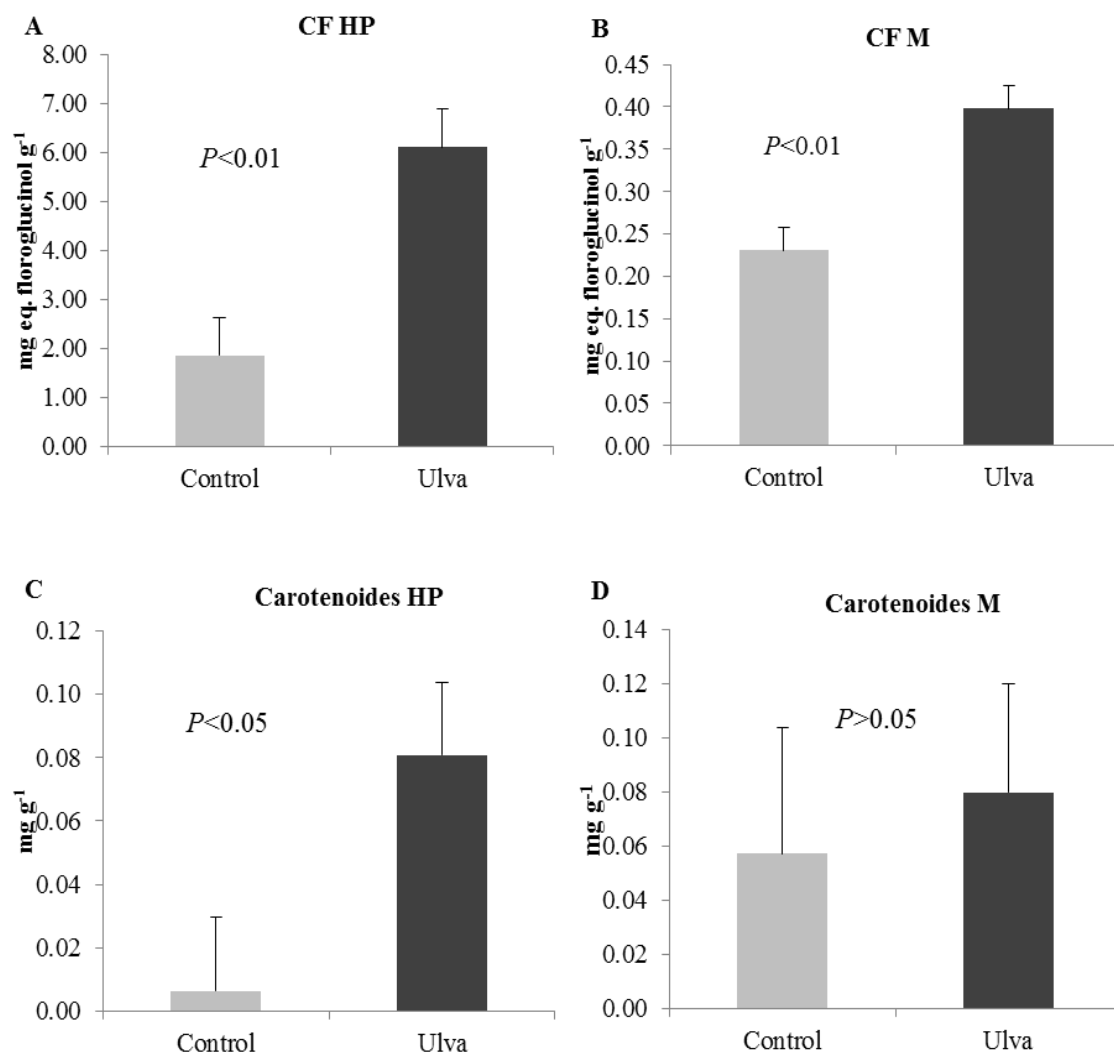 A
CF HP
8.00
7.00
6.00
5.00
4.00
3.00
2.00
1.00
0.00
mg eq. floroglucinol g-1
P<0.01
Control
Ulva
B
CF M
0.45
0.40
0.35
0.30
0.25
0.20
0.15
0.10
0.05
0.00
mg eq. floroglucinol g-1
P<0.01
Control
Ulva
C
Carotenoides HP
0.12
0.10
0.08
0.06
0.04
0.02
0.00
mg g-1
P<0.05
Control
Ulva
D
Carotenoides M
0.14
0.12
0.10
0.08
0.06
0.04
0.02
0.00
mg g-1
P>0.05
Control
Ulva